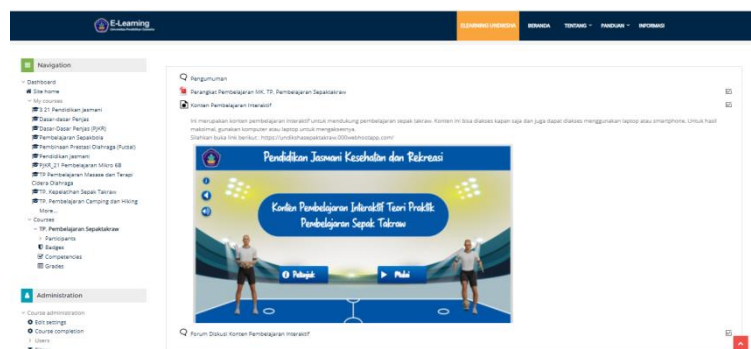 E-Learning
Universitas Pendidikan Ganesha
ELEARNING UNDIKSHA
BERANDA
TENTANG
PANDUAN
INFORMASI
Navigation
Dashboard
Site home
My courses
S 21 Pendidikan Jasmani
Dasar-dasar Penjas
Dasar-Dasar Penjas (PJKR)
Pembelajaran Sepakbola
Pembinaan Prestasi Olahraga (Futsal)
Pendidikan Jasmani
PJKR_21 Pembelajaran Mikro 6B
TP Pembelajaran Masase dan Terapi
Cidera Olahraga
TP. Kepelatihan Sepak Takraw
TP. Pembelajaran Camping dan Hiking
More...
Courses
TP. Pembelajaran Sepaktakraw
Participants
Badges
Competencies
Grades
Administration
Course administration
Edit settings
Course completion
Users
Pengumuman
Perangkat Pembelajaran MK. TP. Pembelajaran Sepaktakraw
Konten Pembelajaran Interaktif
Ini merupakan konten pembelajaran interaktif untuk mendukung pembelajaran sepak takraw. Konten ini bisa diakses kapan saja dan juga dapat diakses menggunakan laptop atau smartphone. Untuk hasil
maksimal, gunakan komputer atau laptop untuk mengaksesnya.
Silahkan buka link berikut : https://undikshasepaktakraw.000webhostapp.com/
Pendidikan Jasmani Kesehatan dan Rekreasi
Konten Pembelajaran Interaktif Teori Praktik
Pembelajaran Sepak Takraw
Petunjuk
Mulai
Forum Diskusi Konten Pembelajaran Interaktif